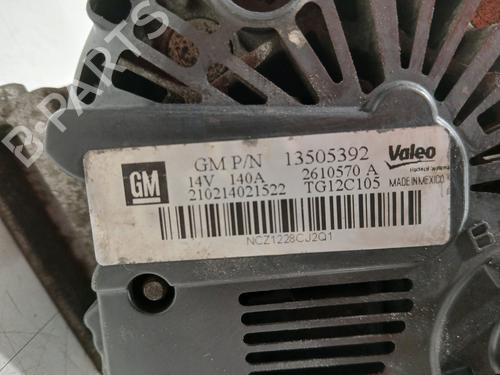 B-PARTS
GM
GM P/N 13505392
Valeo
14V 140A 2610570 A
210214021522 TG12C105 MADE IN MEXICO
NCZ1228CJ2Q1